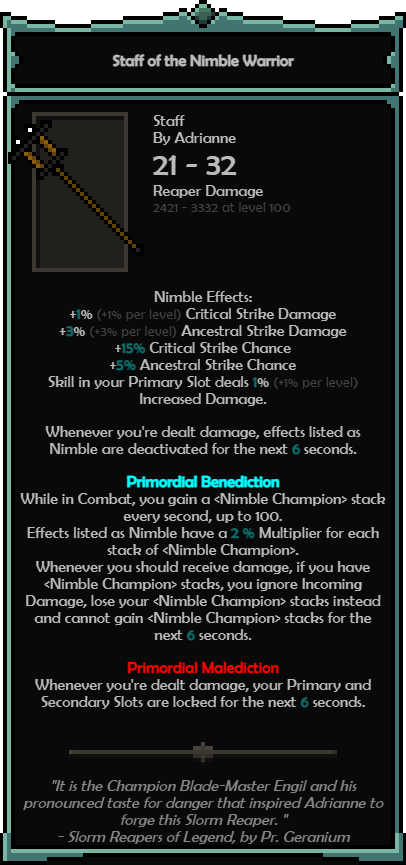 Staff of the Nimble Warrior
Staff
By Adrianne
21 - 32
Reaper Damage
2421 - 3332 at level 100
Nimble Effects:
+1% (+1% per level) Critical Strike Damage
+3% (+3% per level) Ancestral Strike Damage
+15% Critical Strike Chance
+5% Ancestral Strike Chance
Skill in your Primary Slot deals 1% (+1% per level)
Increased Damage.
Whenever you're dealt damage, effects listed as
Nimble are deactivated for the next 6 seconds.
Primordial Benediction
While in Combat, you gain a <Nimble Champion> stack
every second, up to 100.
Effects listed as Nimble have a 2 % Multiplier for each
stack of <Nimble Champion>.
Whenever you should receive damage, if you have
<Nimble Champion> stacks, you ignore Incoming
Damage, lose your <Nimble Champion> stacks instead
and cannot gain <Nimble Champion> stacks for the
next 6 seconds.
Primordial Malediction
Whenever you're dealt damage, your Primary and
Secondary Slots are locked for the next 6 seconds.
"It is the Champion Blade-Master Engil and his
pronounced taste for danger that inspired Adrianne to
forge this Slorm Reaper. "
- Slorm Reapers of Legend, by Pr. Geranium